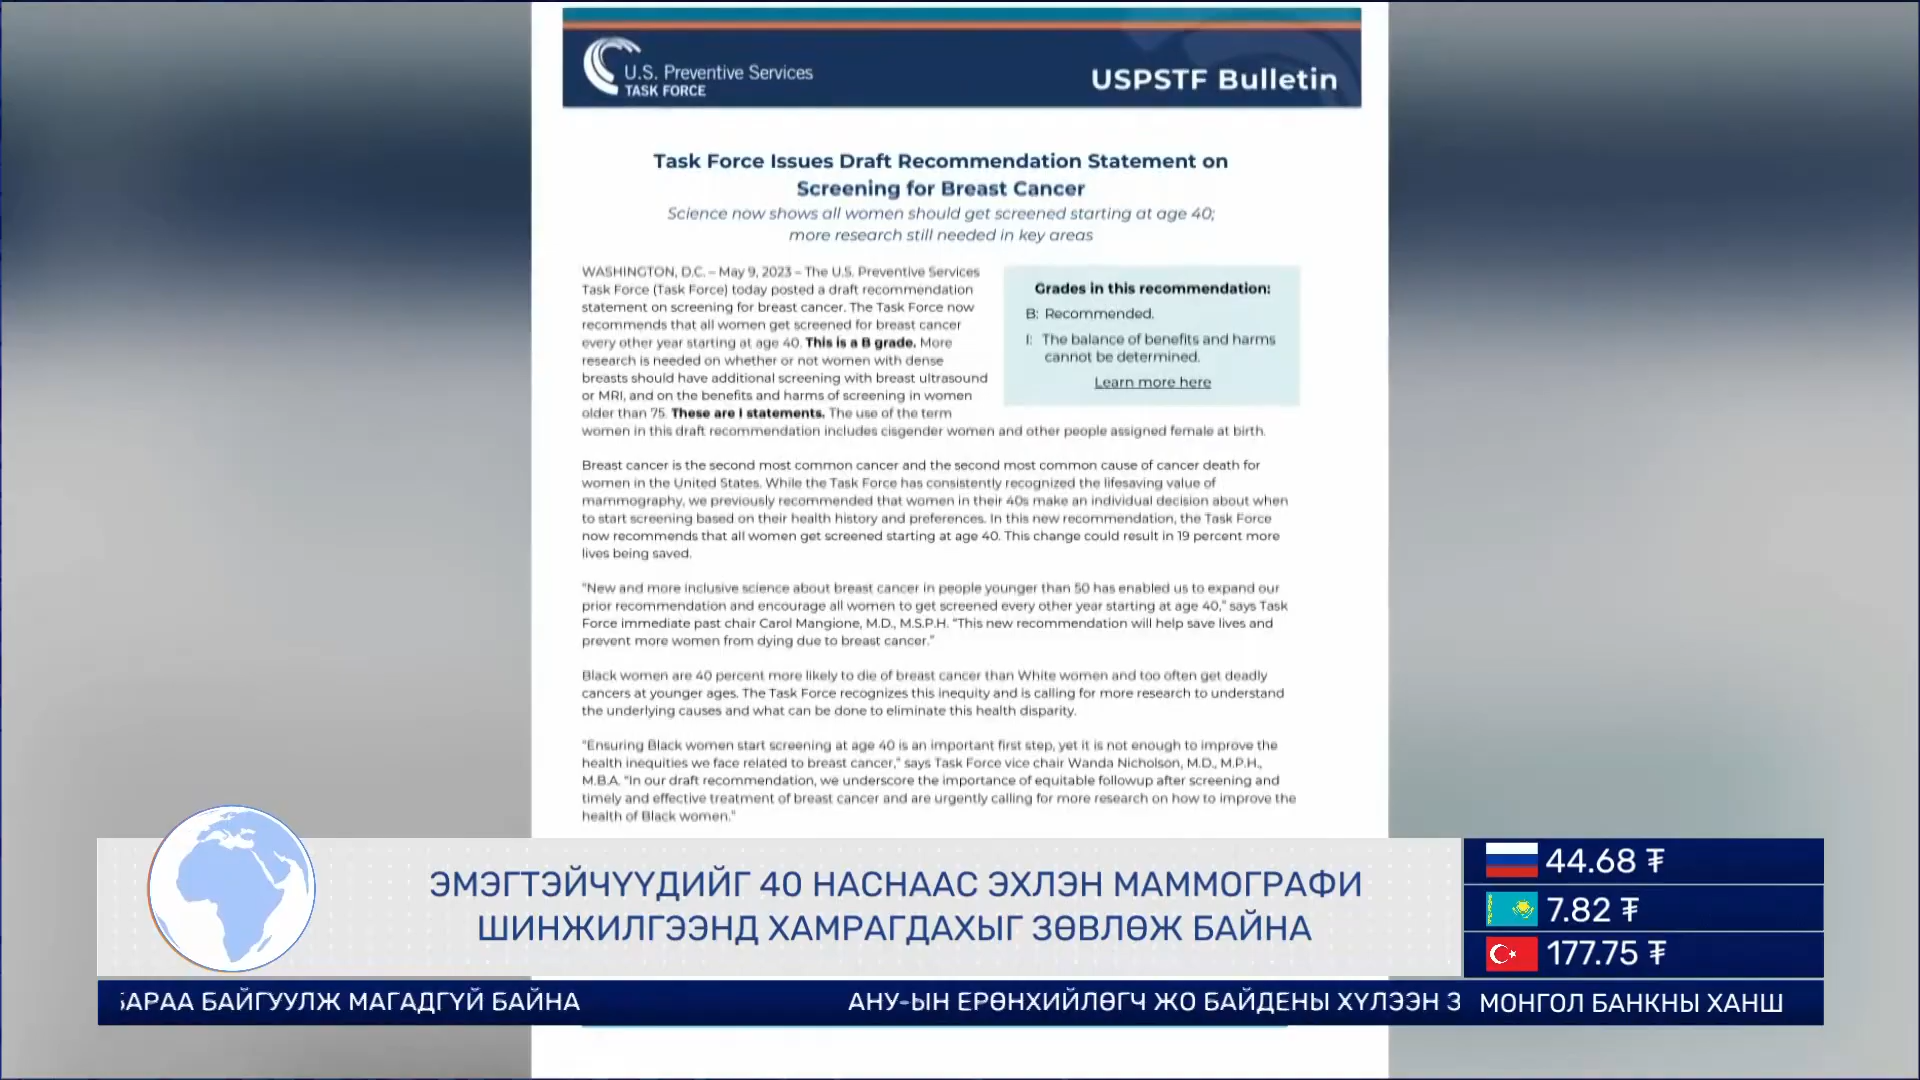 U.S. Preventive Services
TASK FORCE
USPSTF Bulletin
Task Force Issues Draft Recommendation Statement on
Screening for Breast Cancer
Science now shows all women should get screened starting at age 40;
more research still needed in key areas
WASHINGTON, D.C. – May 9, 2023 – The U.S. Preventive Services
Task Force (Task Force) today posted a draft recommendation
statement on screening for breast cancer. The Task Force now
recommends that all women get screened for breast cancer
every other year starting at age 40. This is a B grade. More
research is needed on whether or not women with dense
breasts should have additional screening with breast ultrasound
or MRI, and on the benefits and harms of screening in women
older than 75. These are I statements. The use of the term
women in this draft recommendation includes cisgender women and other people assigned female at birth.
Grades in this recommendation:
B: Recommended.
I: The balance of benefits and harms
cannot be determined.
Learn more here
Breast cancer is the second most common cancer and the second most common cause of cancer death for
women in the United States. While the Task Force has consistently recognized the lifesaving value of
mammography, we previously recommended that women in their 40s make an individual decision about when
to start screening based on their health history and preferences. In this new recommendation, the Task Force
now recommends that all women get screened starting at age 40. This change could result in 19 percent more
lives being saved.
"New and more inclusive science about breast cancer in people younger than 50 has enabled us to expand our
prior recommendation and encourage all women to get screened every other year starting at age 40," says Task
Force immediate past chair Carol Mangione, M.D., M.S.P.H. "This new recommendation will help save lives and
prevent more women from dying due to breast cancer."
Black women are 40 percent more likely to die of breast cancer than White women and too often get deadly
cancers at younger ages. The Task Force recognizes this inequity and is calling for more research to understand
the underlying causes and what can be done to eliminate this health disparity.
"Ensuring Black women start screening at age 40 is an important first step, yet it is not enough to improve the
health inequities we face related to breast cancer," says Task Force vice chair Wanda Nicholson, M.D., M.P.H.,
M.B.A. "In our draft recommendation, we underscore the importance of equitable followup after screening and
timely and effective treatment of breast cancer and are urgently calling for more research on how to improve the
health of Black women."
ЭМЭГТЭЙЧҮҮДИЙГ 40 НАСНААС ЭХЛЭН МАММОГРАФИ
ШИНЖИЛГЭЭНД ХАМРАГДАХЫГ ЗӨВЛӨЖ БАЙНА
44.68 ₮
7.82 ₮
177.75 ₮
БАРАА БАЙГУУЛЖ МАГАДГҮЙ БАЙНА
АНУ-ЫН ЕРӨНХИЙЛӨГЧ ЖО БАЙДЕНЫ ХҮЛЭЭН З
МОНГОЛ БАНКНЫ ХАНШ